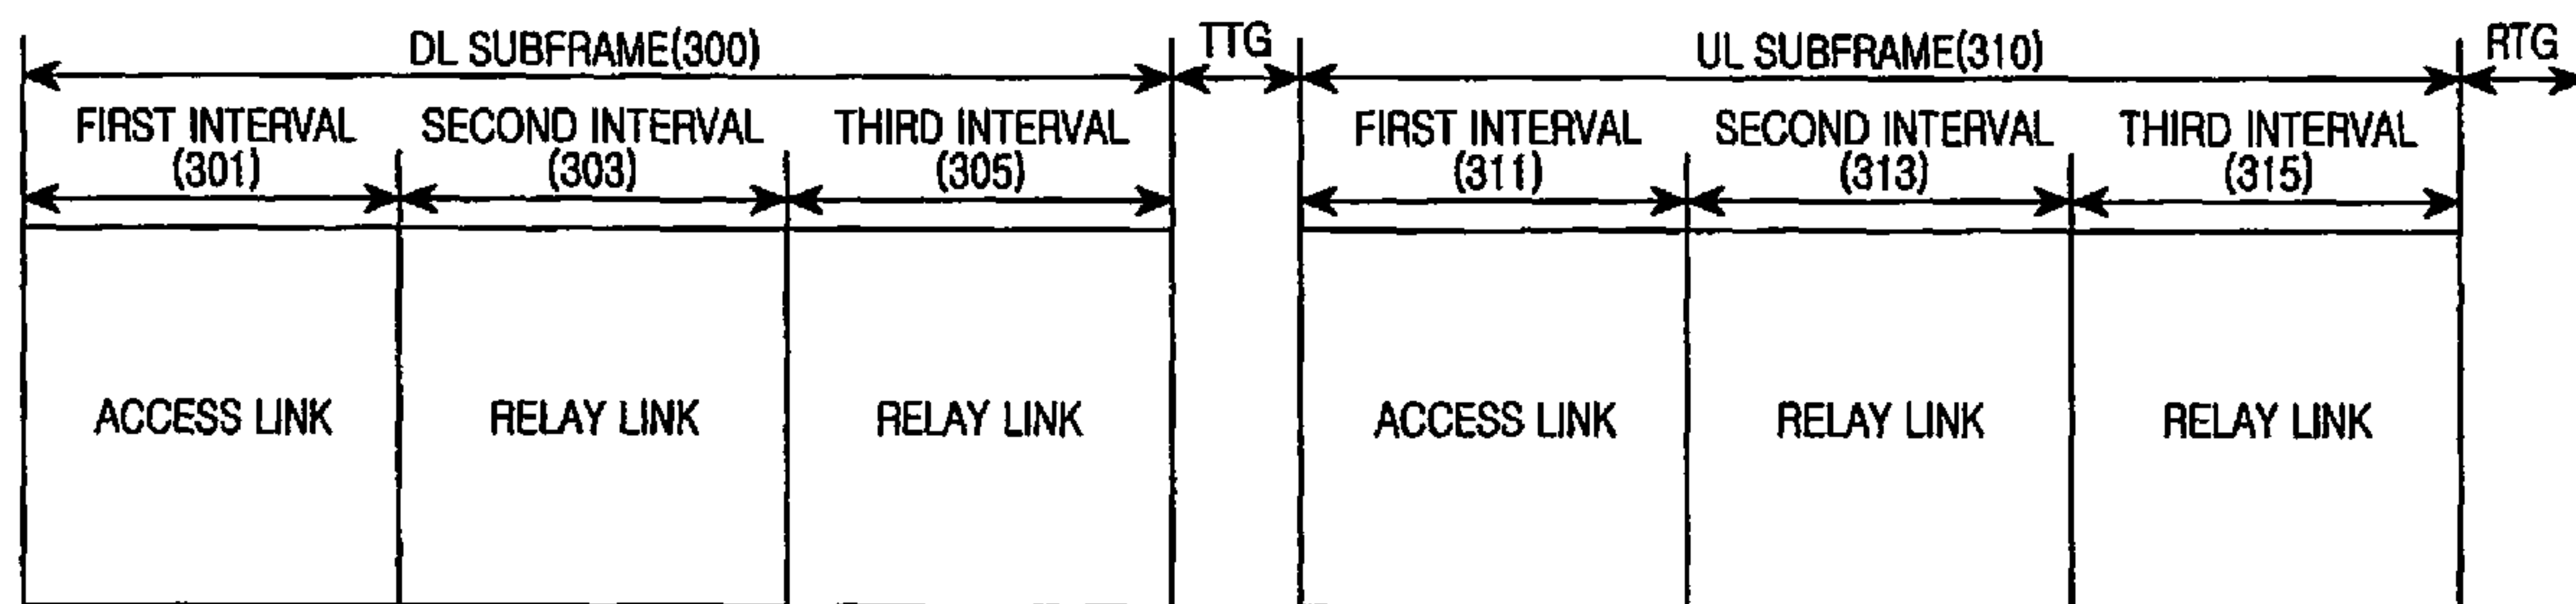 DL SUBFRAME(300)
TTG
UL SUBFRAME(310)
RTG
FIRST INTERVAL
(301)
SECOND INTERVAL
(303)
THIRD INTERVAL
(305)
FIRST INTERVAL
(311)
SECOND INTERVAL
(313)
THIRD INTERVAL
(315)
ACCESS LINK
RELAY LINK
RELAY LINK
ACCESS LINK
RELAY LINK
RELAY LINK